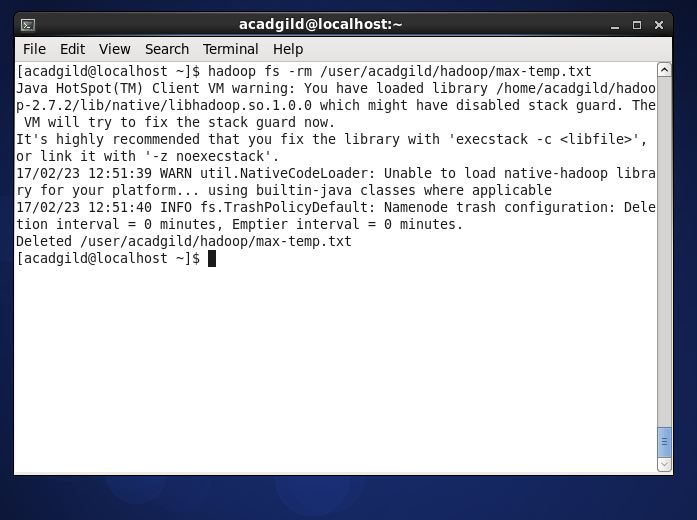 acadgild@localhost:~
File Edit View Search Terminal Help
[acadgild@localhost ~]$ hadoop fs -rm /user/acadgild/hadoop/max-temp.txt
Java HotSpot(TM) Client VM warning: You have loaded library /home/acadgild/hadoo
p-2.7.2/lib/native/libhadoop.so.1.0.0 which might have disabled stack guard. The
 VM will try to fix the stack guard now.
It's highly recommended that you fix the library with 'execstack -c <libfile>',
or link it with '-z noexecstack'.
17/02/23 12:51:39 WARN util.NativeCodeLoader: Unable to load native-hadoop libra
ry for your platform... using builtin-java classes where applicable
17/02/23 12:51:40 INFO fs.TrashPolicyDefault: Namenode trash configuration: Dele
tion interval = 0 minutes, Emptier interval = 0 minutes.
Deleted /user/acadgild/hadoop/max-temp.txt
[acadgild@localhost ~]$